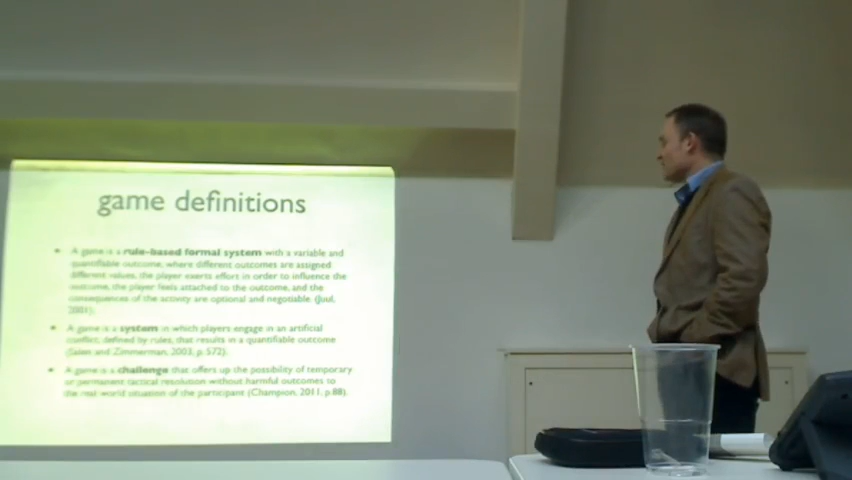 game definitions
• A game is a rule-based formal system with a variable and
quantifiable outcome, where different outcomes are assigned
different values, the player exerts effort in order to influence the
outcome, the player feels attached to the outcome, and the
consequences of the activity are optional and negotiable. (Juul,
2003).
• A game is a system in which players engage in an artificial
conflict, defined by rules, that results in a quantifiable outcome
(Salen and Zimmerman, 2003, p. 572).
• A game is a challenge that offers up the possibility of temporary
or permanent tactical resolution without harmful outcomes to
the real world situation of the participant (Champion, 2011, p.88).